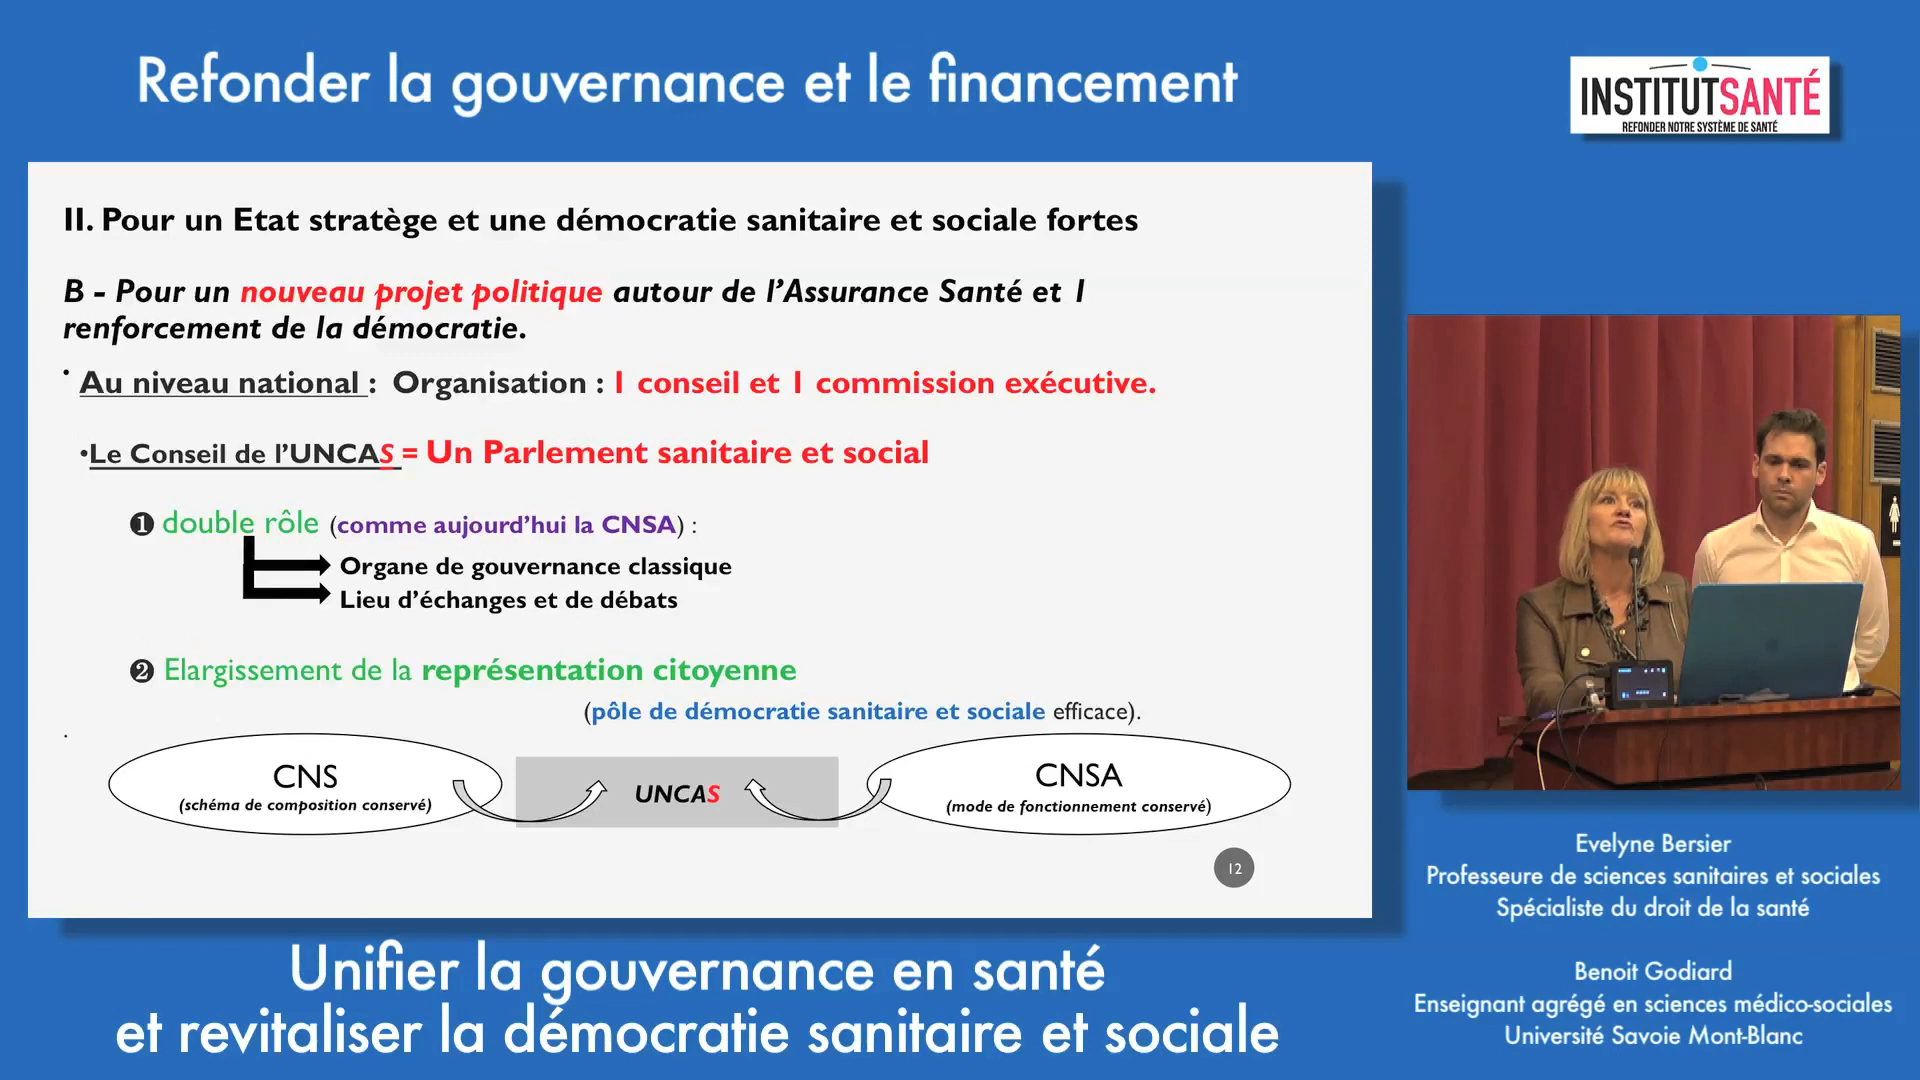 Refonder la gouvernance et le financement
INSTITUTSANTÉ
REFONDER NOTRE SYSTÈME DE SANTÉ
II. Pour un Etat stratège et une démocratie sanitaire et sociale fortes
B - Pour un nouveau projet politique autour de l’Assurance Santé et 1
renforcement de la démocratie.
• Au niveau national : Organisation : 1 conseil et 1 commission exécutive.
•Le Conseil de l’UNCAS = Un Parlement sanitaire et social
❶ double rôle (comme aujourd’hui la CNSA) :
Organe de gouvernance classique
Lieu d’échanges et de débats
❷ Elargissement de la représentation citoyenne
(pôle de démocratie sanitaire et sociale efficace).
.
CNS
(schéma de composition conservé)
UNCAS
CNSA
(mode de fonctionnement conservé)
12
Evelyne Bersier
Professeure de sciences sanitaires et sociales
Spécialiste du droit de la santé
Benoit Godiard
Enseignant agrégé en sciences médico-sociales
Université Savoie Mont-Blanc
Unifier la gouvernance en santé
et revitaliser la démocratie sanitaire et sociale